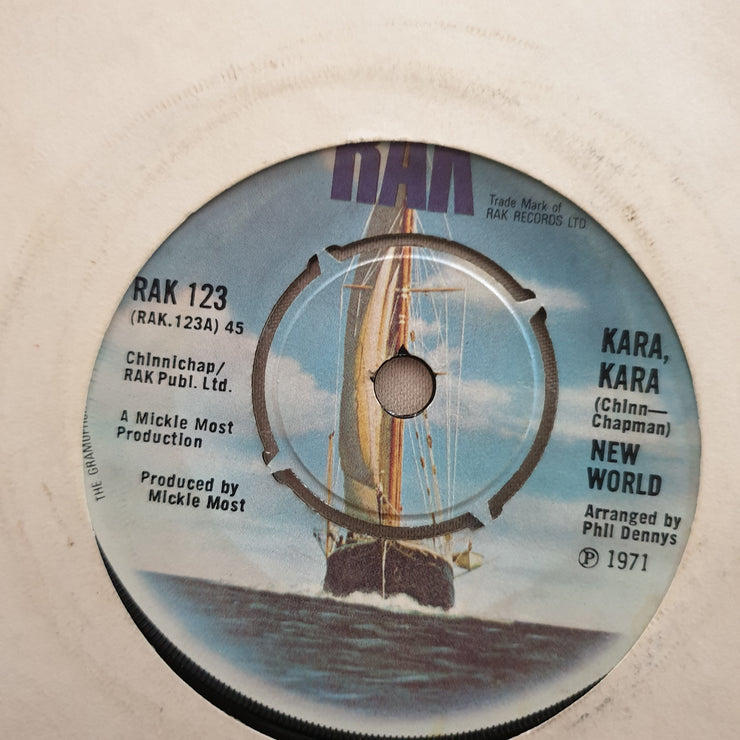 RAK
Trade Mark of
RAK RECORDS LTD
RAK 123
(RAK.123A) 45
Chinnichap/
RAK Publ. Ltd.
A Mickie Most
Production
Produced by
Mickie Most
KARA,
KARA
(Chinn—
Chapman)
NEW
WORLD
Arranged by
Phil Dennys
Ⓟ 1971
THE